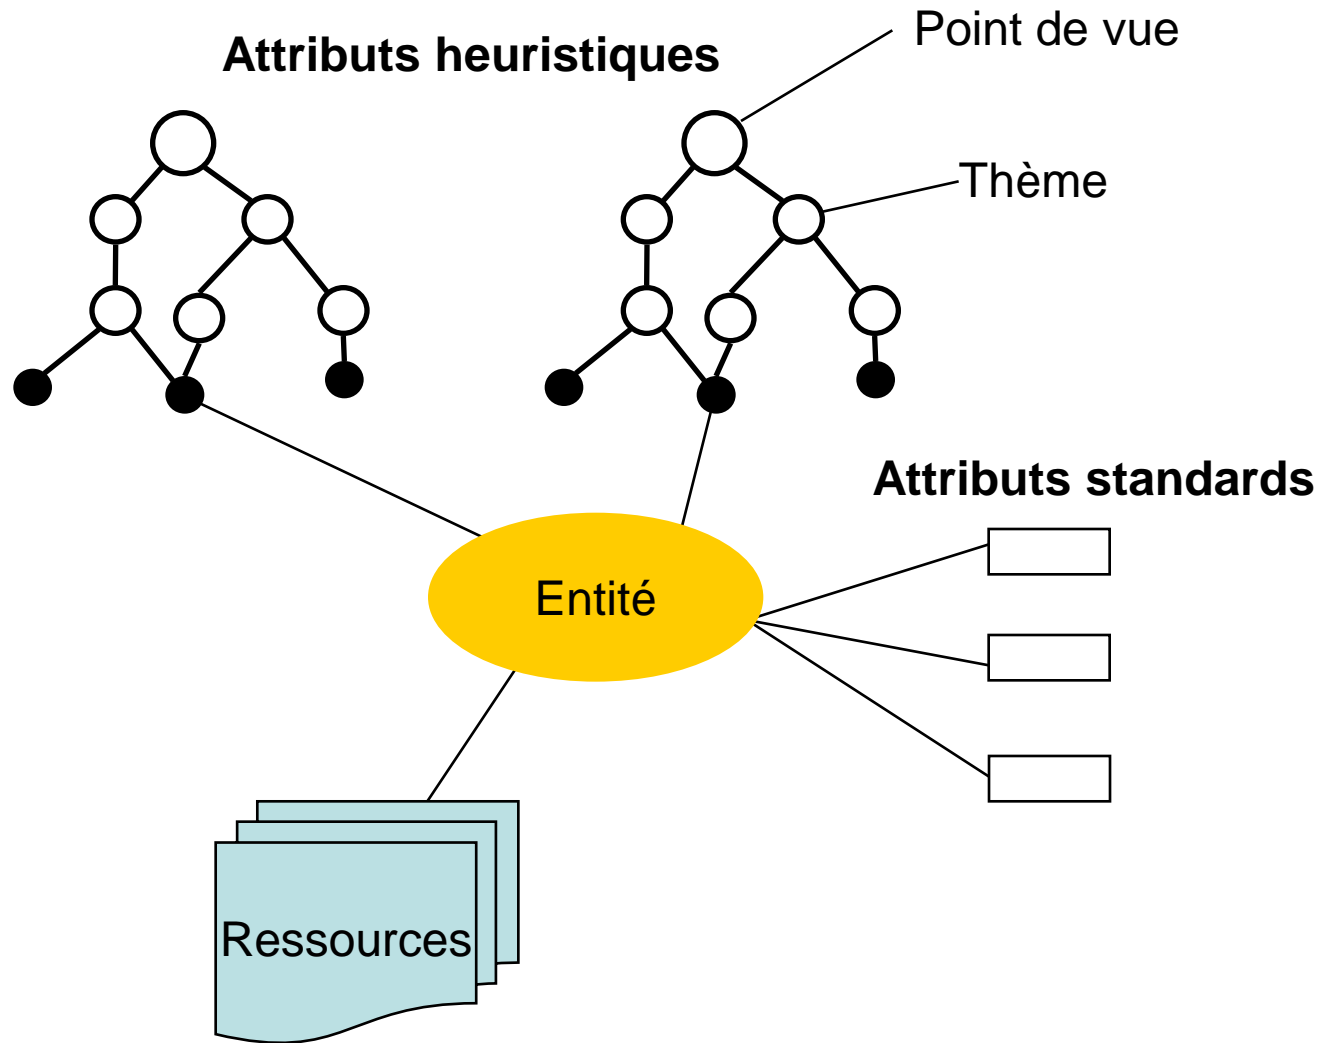 Point de vue
Attributs heuristiques
Thème
Attributs standards
Entité
Ressources